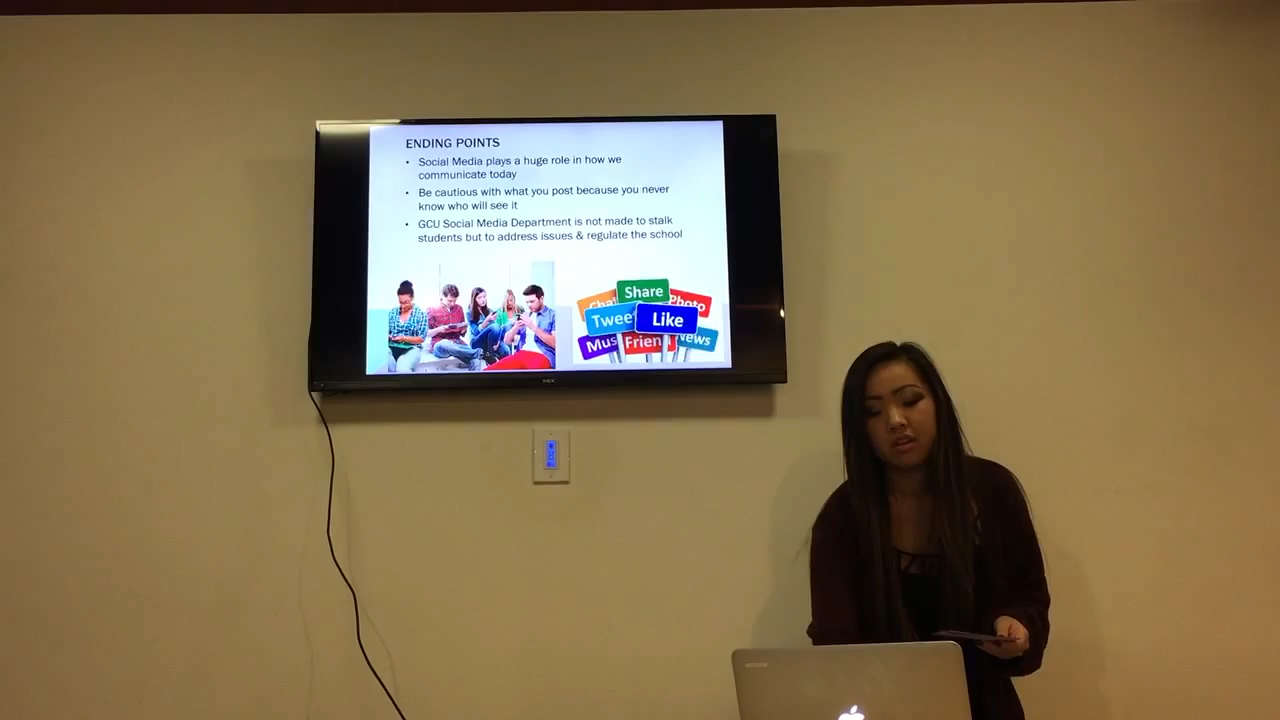 ENDING POINTS
• Social Media plays a huge role in how we
communicate today
• Be cautious with what you post because you never
know who will see it
• GCU Social Media Department is not made to stalk
students but to address issues & regulate the school
Share
Photo
Like
News
NEC